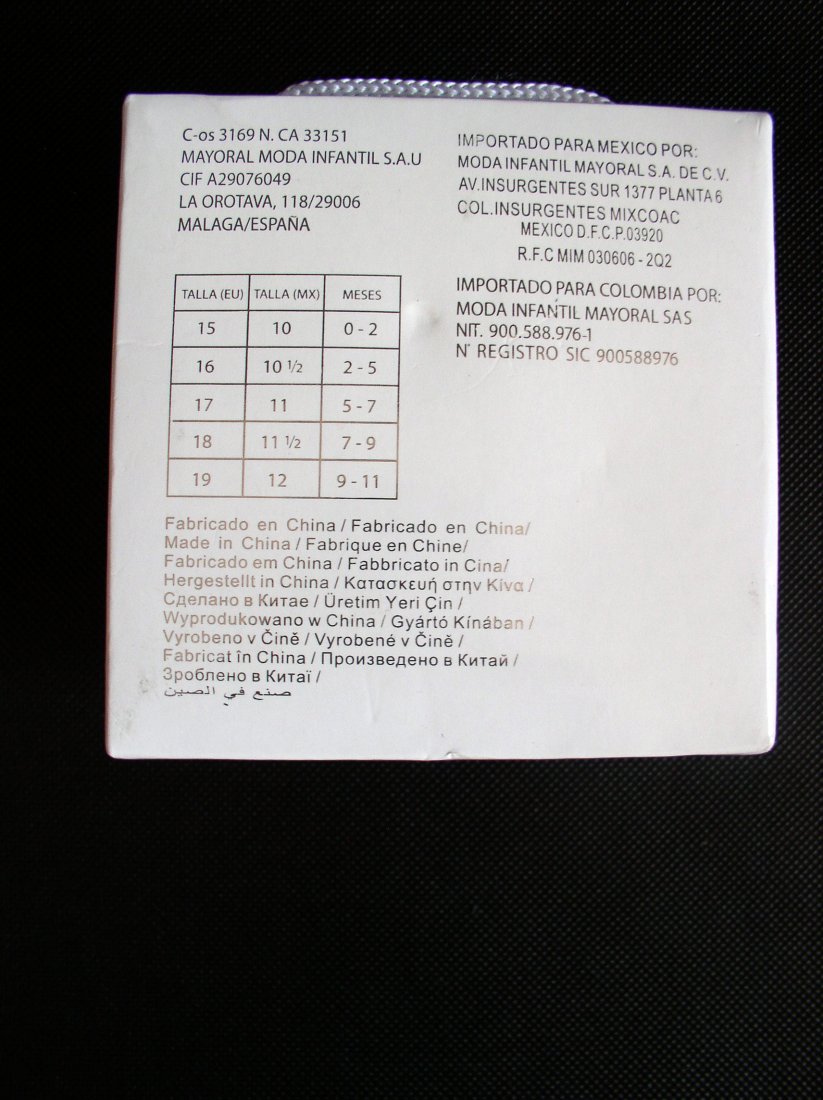 C-os 3169 N. CA 33151
MAYORAL MODA INFANTIL S.A.U
CIF A29076049
LA OROTAVA, 118/29006
MALAGA/ESPAÑA
IMPORTADO PARA MEXICO POR:
MODA INFANTIL MAYORAL S.A. DE C.V.
AV.INSURGENTES SUR 1377 PLANTA 6
COL.INSURGENTES MIXCOAC
MEXICO D.F.C.P.03920
R.F.C MIM 030606 - 2Q2
IMPORTADO PARA COLOMBIA POR:
MODA INFANTIL MAYORAL SAS
NIT. 900.588.976-1
N° REGISTRO SIC 900588976
TALLA (EU) TALLA (MX) MESES
15 10 0 - 2
16 10 1/2 2 - 5
17 11 5 - 7
18 11 1/2 7 - 9
19 12 9 - 11
Fabricado en China / Fabricado en China/
Made in China / Fabrique en Chine/
Fabricado em China / Fabbricato in Cina/
Hergestellt in China / Κατασκευή στην Κίνα /
Сделано в Китае / Üretim Yeri Çin /
Wyprodukowano w China / Gyártó Kínában /
Vyrobeno v Čině / Vyrobené v Čině /
Fabricat în China / Произведено в Китай /
Зроблено в Китаї /
صنع في الصين